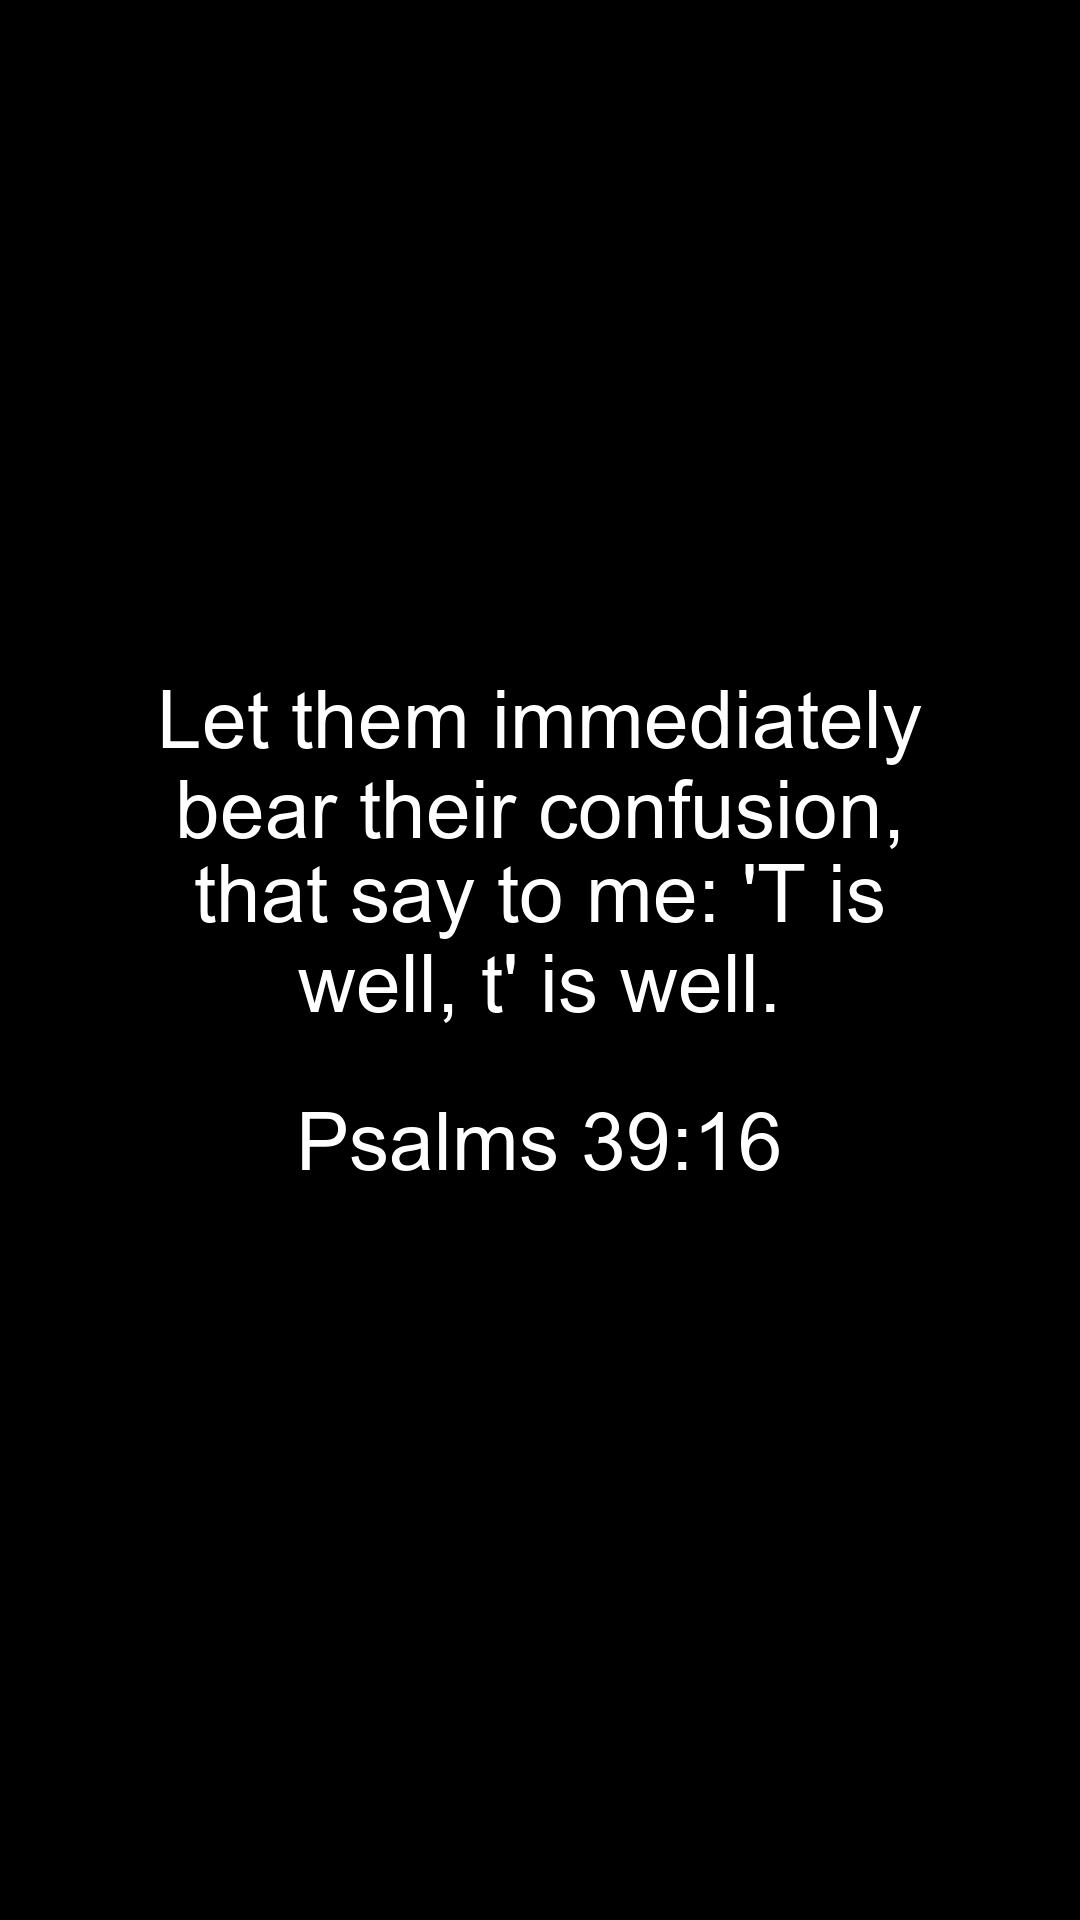 Let them immediately
bear their confusion,
that say to me: 'T is
well, t' is well.
Psalms 39:16